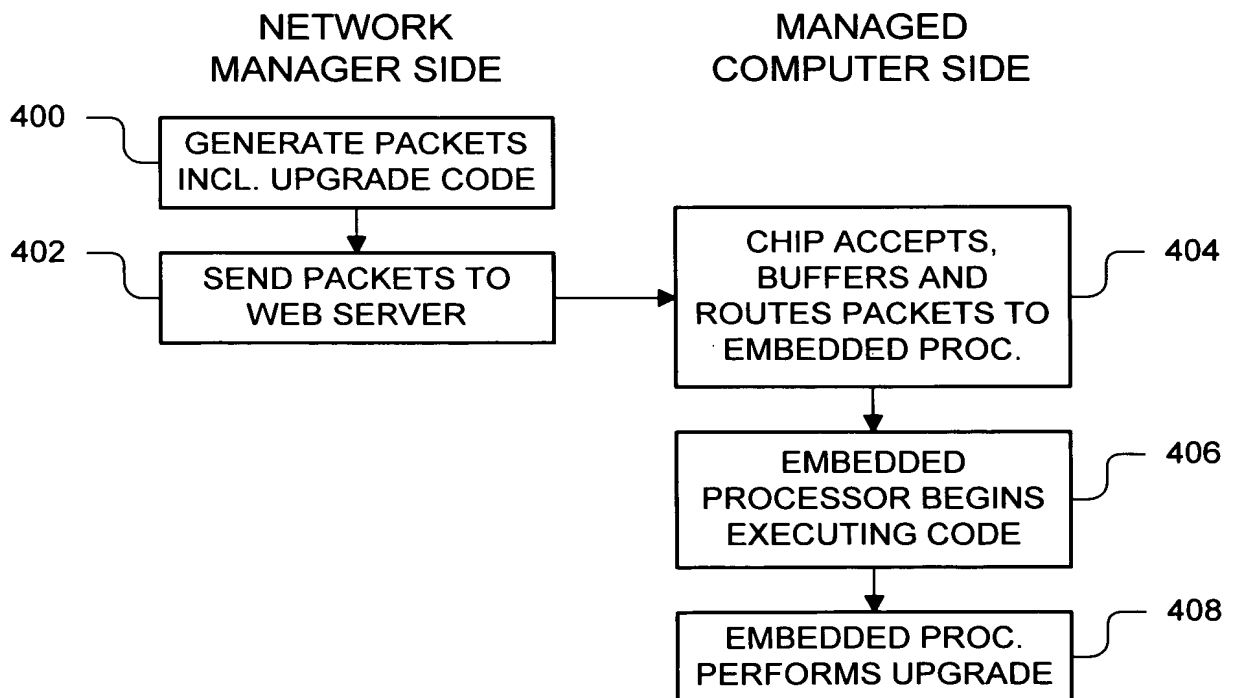 NETWORK
MANAGER SIDE
MANAGED
COMPUTER SIDE
400
GENERATE PACKETS
INCL. UPGRADE CODE
402
SEND PACKETS TO
WEB SERVER
CHIP ACCEPTS,
BUFFERS AND
ROUTES PACKETS TO
EMBEDDED PROC.
404
EMBEDDED
PROCESSOR BEGINS
EXECUTING CODE
406
EMBEDDED PROC.
PERFORMS UPGRADE
408